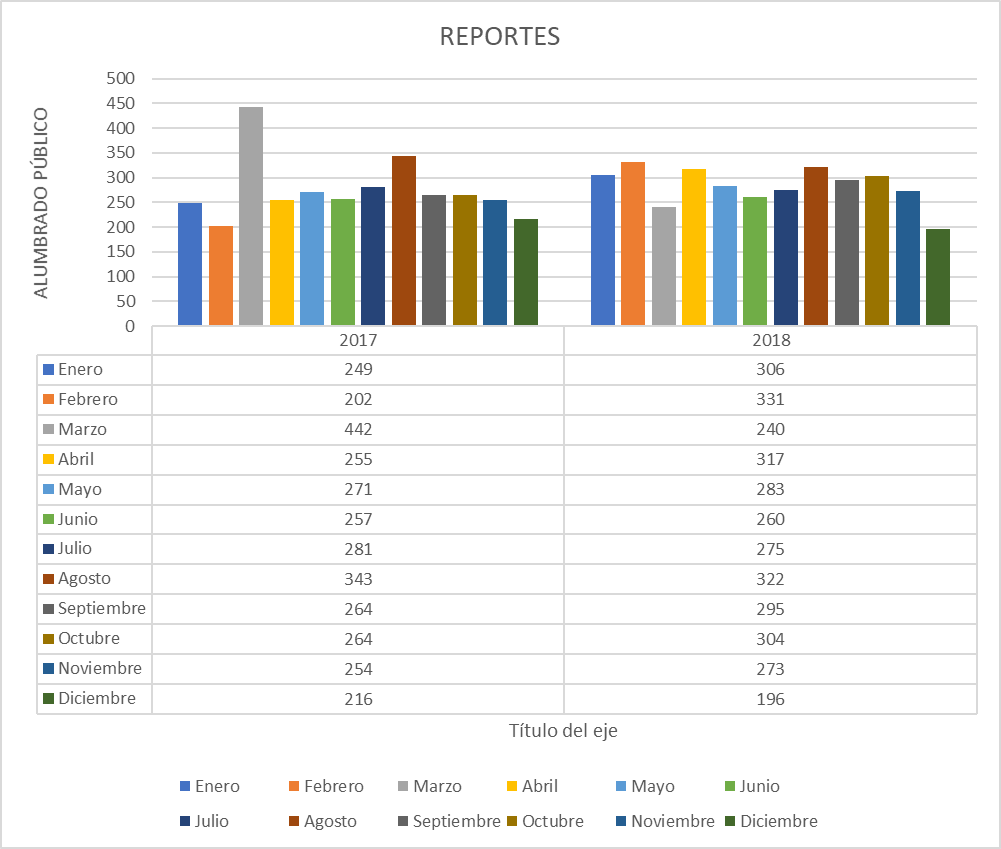 REPORTES
ALUMBRADO PÚBLICO
500
450
400
350
300
250
200
150
100
50
0
2017 2018
Enero 249 306
Febrero 202 331
Marzo 442 240
Abril 255 317
Mayo 271 283
Junio 257 260
Julio 281 275
Agosto 343 322
Septiembre 264 295
Octubre 264 304
Noviembre 254 273
Diciembre 216 196
Título del eje
Enero Febrero Marzo Abril Mayo Junio
Julio Agosto Septiembre Octubre Noviembre Diciembre